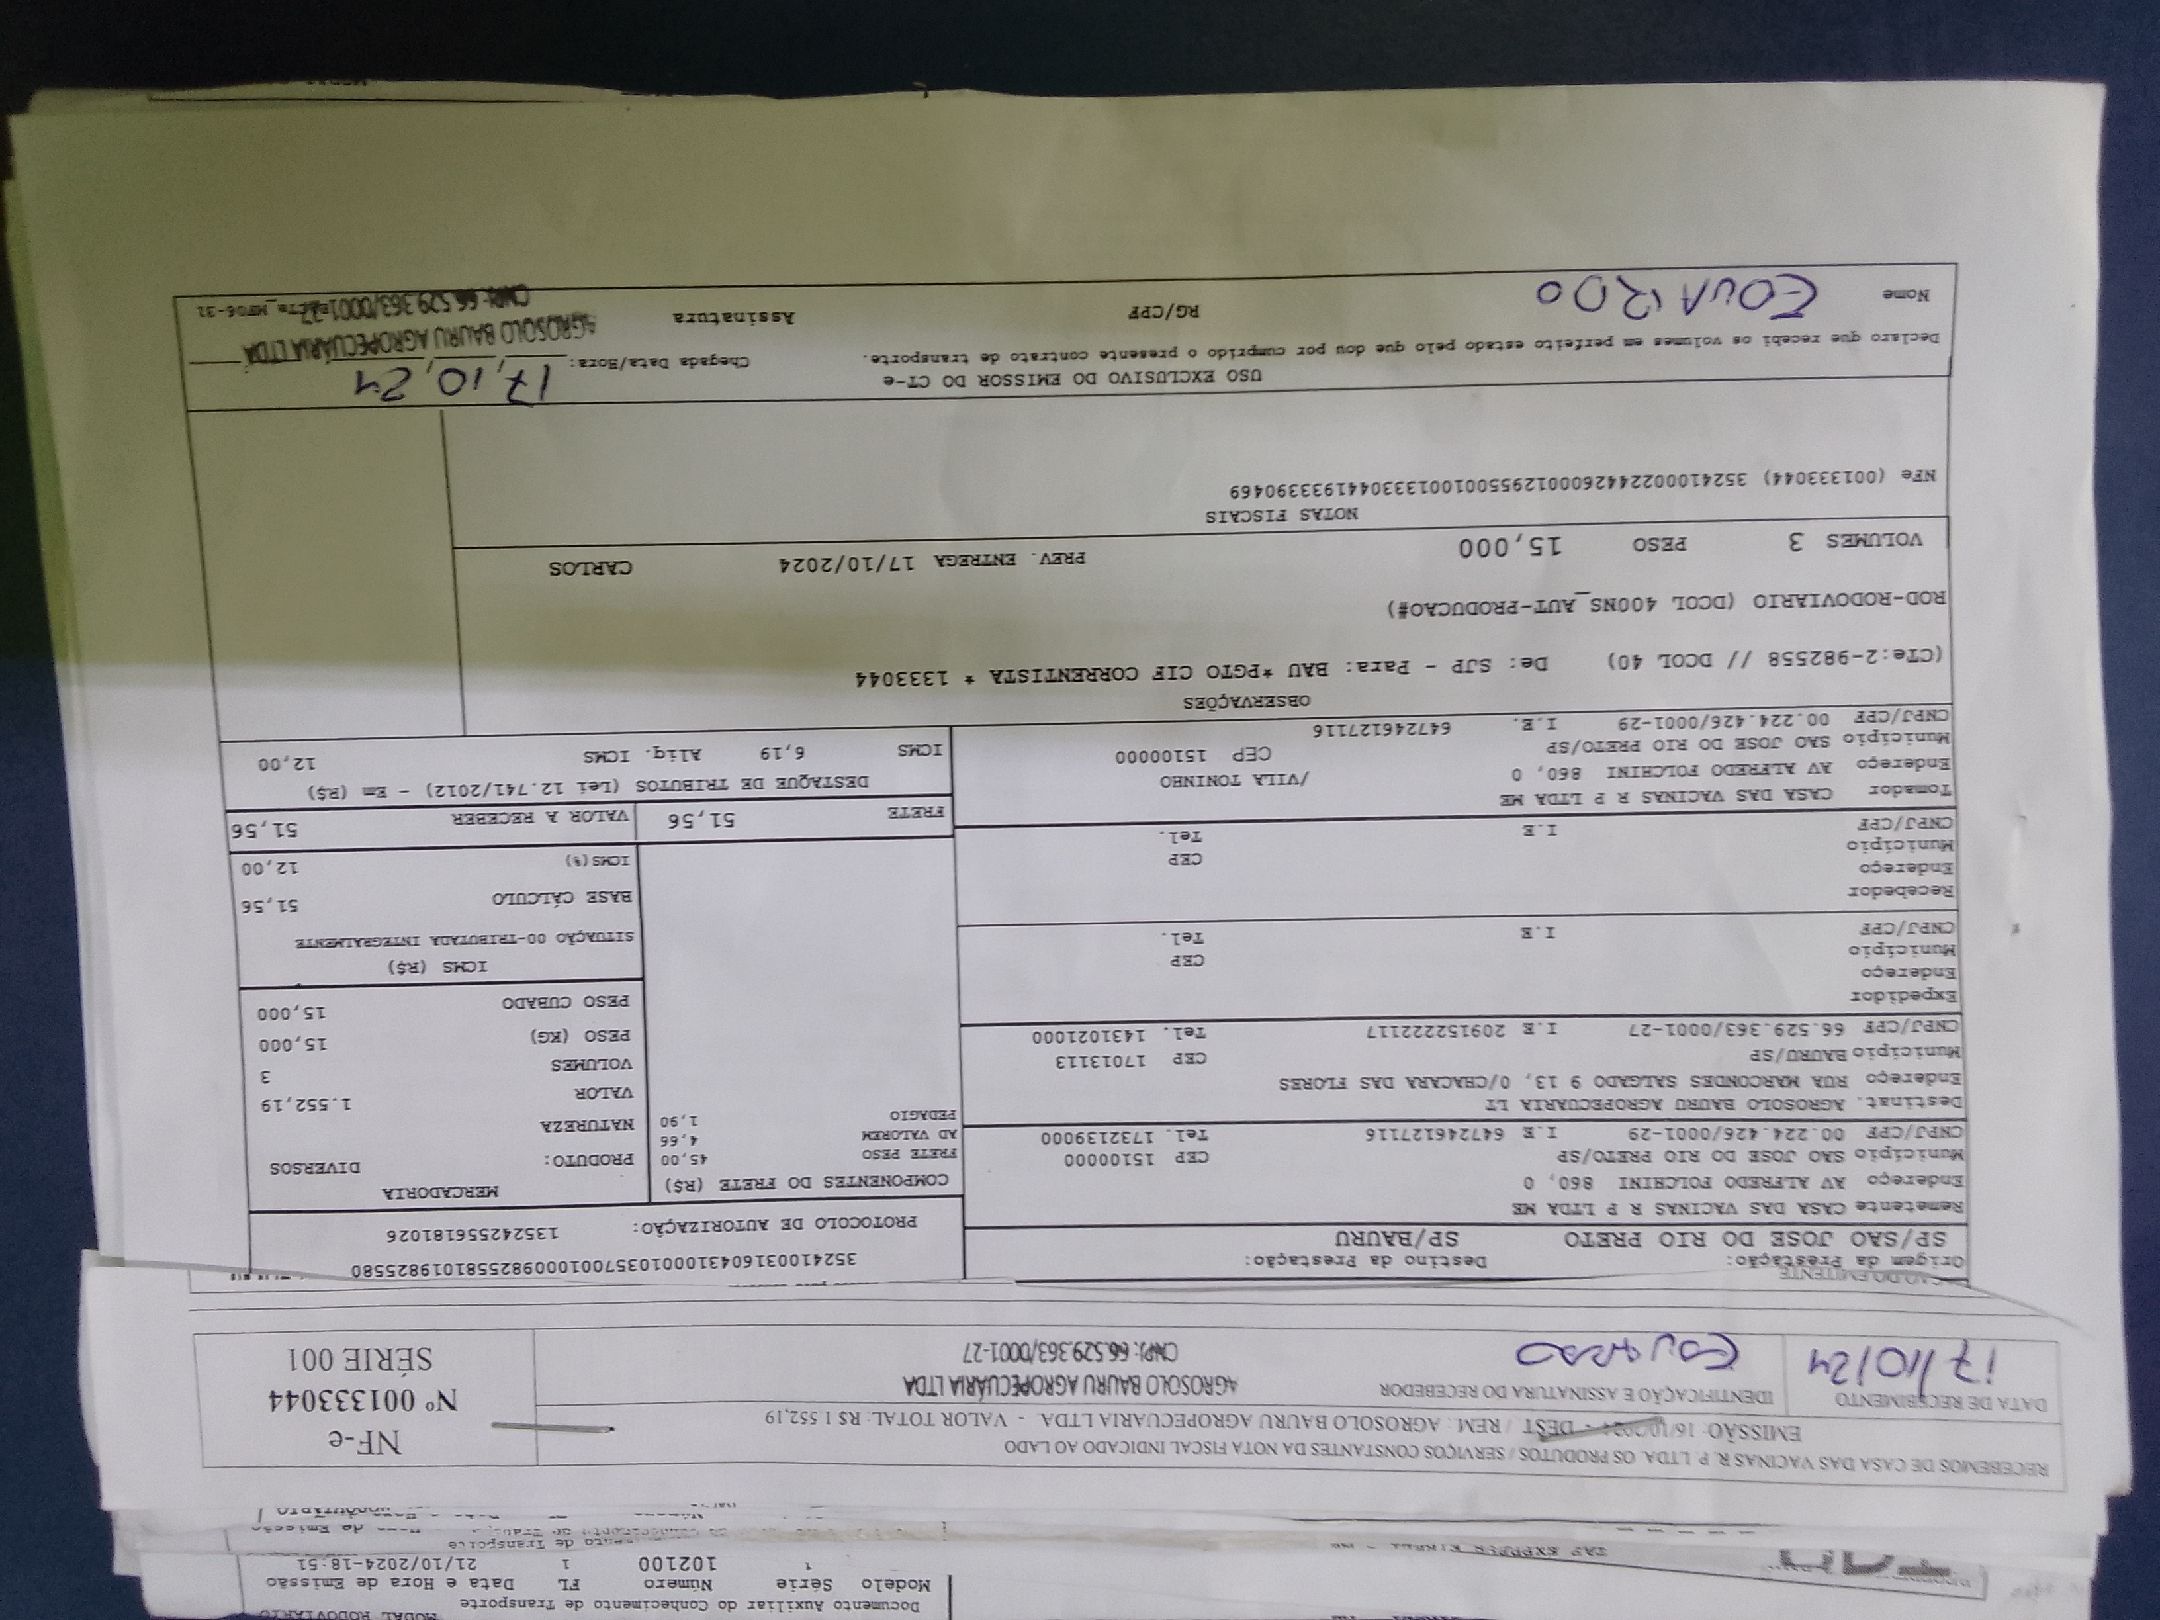 MODAL RODOVIÁRIO
Documento Auxiliar do Conhecimento de Transporte
Modelo Série Número FL Data e Hora de Emissão
1 102100 1 21/10/2024-18:51
RECEBEMOS DE CASA DAS VACINAS R. P. LTDA. OS PRODUTOS / SERVIÇOS CONSTANTES DA NOTA FISCAL INDICADO AO LADO
EMISSÃO: 16/10/2024 - DEST / REM.: AGROSOLO BAURU AGROPECUARIA LTDA. - VALOR TOTAL: R$ 1.552,19
DATA DE RECEBIMENTO
17/10/24
IDENTIFICAÇÃO E ASSINATURA DO RECEBEDOR
EDUARDO
AGROSOLO BAURU AGROPECUÁRIA LTDA
CNPJ: 66.529.363/0001-27
NF-e
Nº 001333044
SÉRIE 001
Origem da Prestação: Destino da Prestação:
SP/SAO JOSE DO RIO PRETO SP/BAURU
35241003160431000103570010009825581019825580
PROTOCOLO DE AUTORIZAÇÃO: 135242556181026
Remetente CASA DAS VACINAS R P LTDA ME
Endereço AV ALFREDO FOLCHINI 860, 0
Município SAO JOSE DO RIO PRETO/SP CEP 15100000
CNPJ/CPF 00.224.426/0001-29 I.E 647246127116 Tel. 1732139000
Destinat. AGROSOLO BAURU AGROPECUARIA LT
Endereço RUA MARCONDES SALGADO 9 13, 0/CHACARA DAS FLORES
Município BAURU/SP CEP 17013113
CNPJ/CPF 66.529.363/0001-27 I.E 209152222117 Tel. 1431021000
Expedidor
Endereço
Município CEP
CNPJ/CPF I.E Tel.
Recebedor
Endereço
Município CEP
CNPJ/CPF I.E Tel.
Tomador CASA DAS VACINAS R P LTDA ME
Endereço AV ALFREDO FOLCHINI 860, 0 /VILA TONINHO
Município SAO JOSE DO RIO PRETO/SP CEP 15100000
CNPJ/CPF 00.224.426/0001-29 I.E. 647246127116
COMPONENTES DO FRETE (R$)
FRETE PESO 45,00
AD VALOREM 4,66
PEDAGIO 1,90
MERCADORIA
PRODUTO: DIVERSOS
NATUREZA
VALOR 1.552,19
VOLUMES 3
PESO (KG) 15,000
PESO CUBADO 15,000
ICMS (R$)
SITUAÇÃO 00-TRIBUTADA INTEGRALMENTE
BASE CÁLCULO 51,56
ICMS(%) 12,00
FRETE 51,56 VALOR A RECEBER 51,56
DESTAQUE DE TRIBUTOS (Lei 12.741/2012) - Em (R$)
ICMS 6,19 Aliq. ICMS 12,00
OBSERVAÇÕES
(CTe:2-982558 // DCOL 40) De: SJP - Para: BAU *PGTO CIF CORRENTISTA * 1333044
ROD-RODOVIARIO (DCOL 400NS_AUT-PRODUCAO#)
VOLUMES 3 PESO 15,000 PREV. ENTREGA 17/10/2024 CARLOS
NOTAS FISCAIS
NFe (001333044) 35241000224426000129550010013330441933390469
USO EXCLUSIVO DO EMISSOR DO CT-e
Declaro que recebi os volumes em perfeito estado pelo que dou por cumprido o presente contrato de transporte.
Chegada Data/Hora: 17,10,24
Nome EDUARDO RG/CPF Assinatura
AGROSOLO BAURU AGROPECUÁRIA LTDA
CNPJ: 66.529.363/0001-27